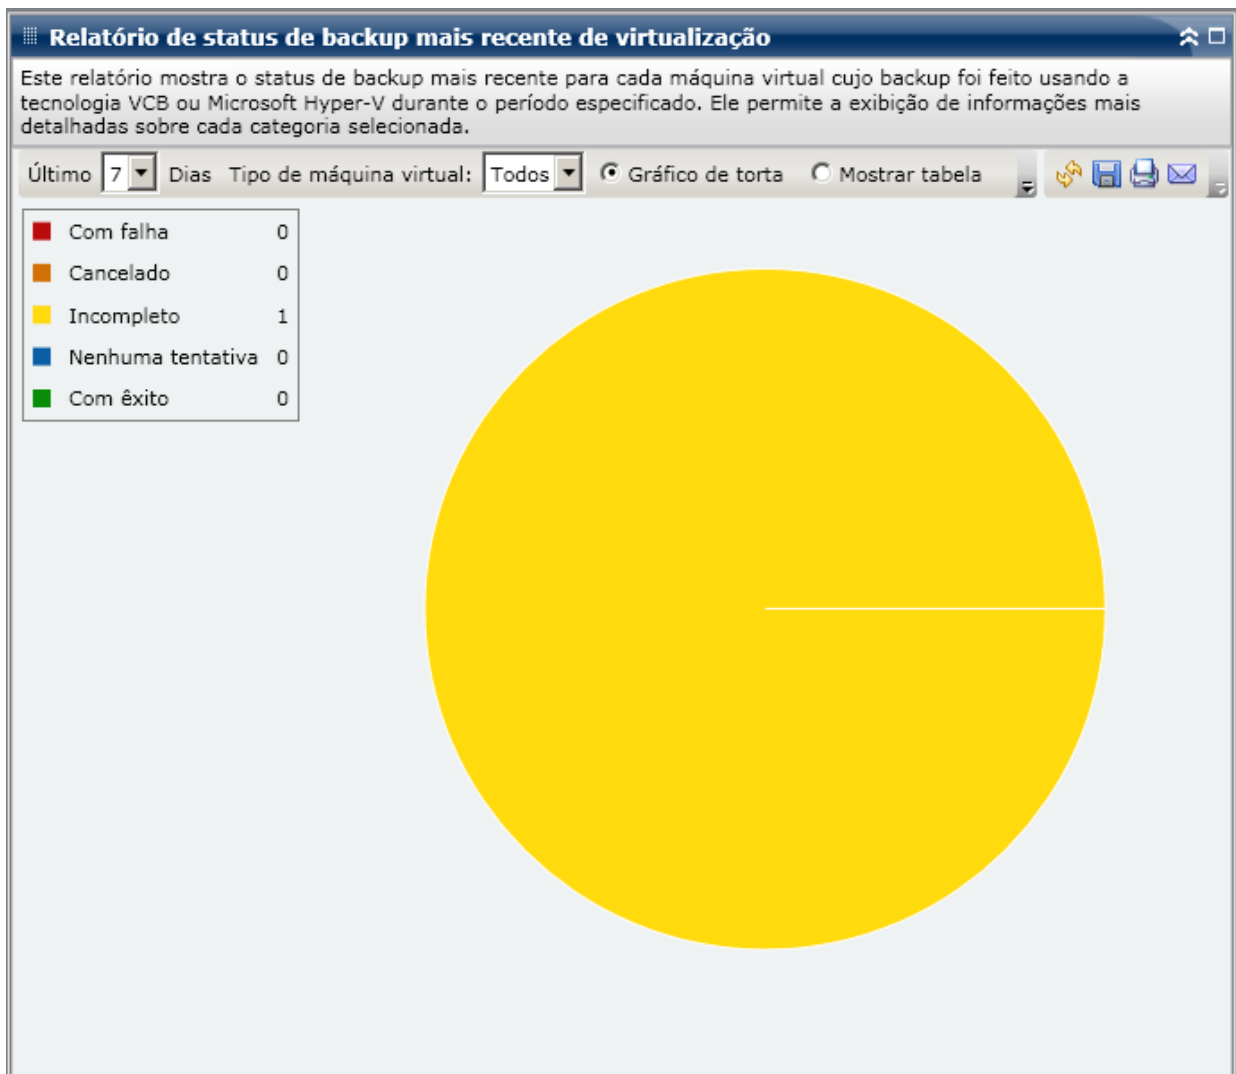 Relatório de status de backup mais recente de virtualização
Este relatório mostra o status de backup mais recente para cada máquina virtual cujo backup foi feito usando a
tecnologia VCB ou Microsoft Hyper-V durante o período especificado. Ele permite a exibição de informações mais
detalhadas sobre cada categoria selecionada.
Último 7 Dias Tipo de máquina virtual: Todos Gráfico de torta Mostrar tabela
Com falha 0
Cancelado 0
Incompleto 1
Nenhuma tentativa 0
Com êxito 0